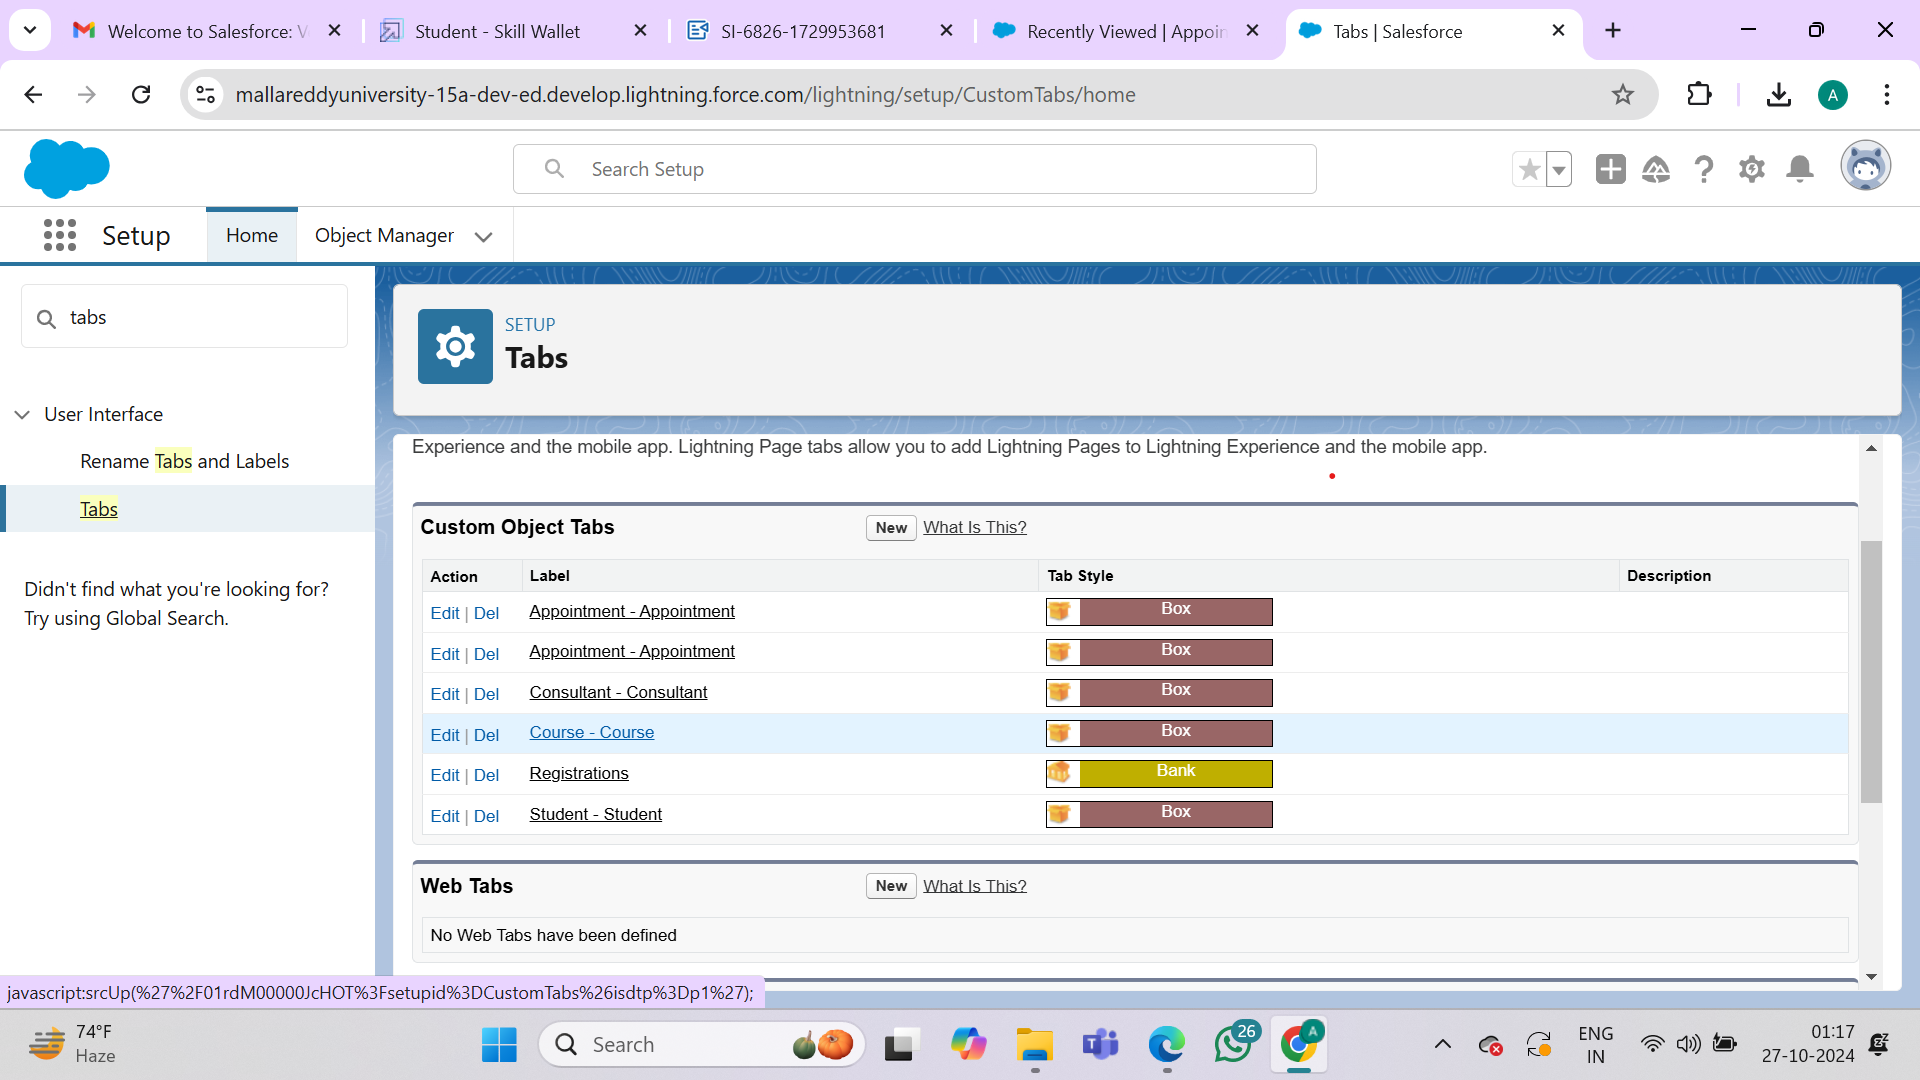 Welcome to Salesforce: V
Student - Skill Wallet
SI-6826-1729953681
Recently Viewed | Appoin
Tabs | Salesforce
mallareddyuniversity-15a-dev-ed.develop.lightning.force.com/lightning/setup/CustomTabs/home
A
Search Setup
Setup
Home
Object Manager
tabs
User Interface
Rename Tabs and Labels
Tabs
Didn't find what you're looking for?
Try using Global Search.
SETUP
Tabs
Experience and the mobile app. Lightning Page tabs allow you to add Lightning Pages to Lightning Experience and the mobile app.
Custom Object Tabs
New What Is This?
Action Label Tab Style Description
Edit | Del Appointment - Appointment Box
Edit | Del Appointment - Appointment Box
Edit | Del Consultant - Consultant Box
Edit | Del Course - Course Box
Edit | Del Registrations Bank
Edit | Del Student - Student Box
Web Tabs
New What Is This?
No Web Tabs have been defined
javascript:srcUp(%27%2F01rdM00000JcHOT%3Fsetupid%3DCustomTabs%26isdtp%3Dp1%27);
74°F
Haze
Search
26
A
ENG
IN
01:17
27-10-2024